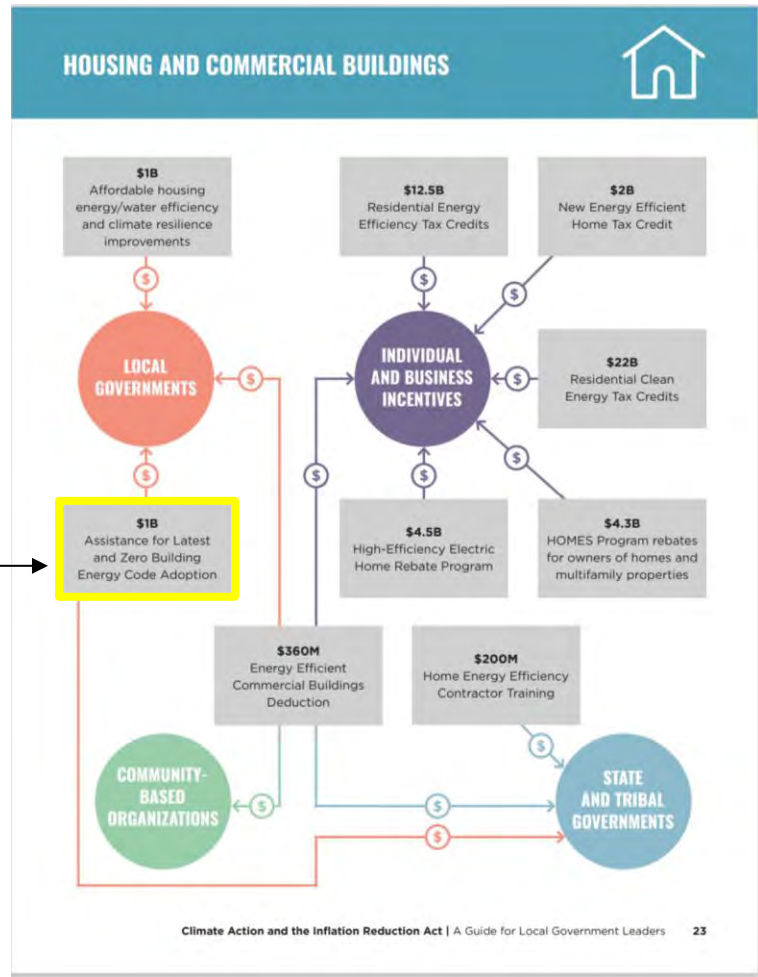 HOUSING AND COMMERCIAL BUILDINGS
$1B
Affordable housing
energy/water efficiency
and climate resilience
improvements
$12.5B
Residential Energy
Efficiency Tax Credits
$2B
New Energy Efficient
Home Tax Credit
$
$
$
LOCAL
GOVERNMENTS
$
INDIVIDUAL
AND BUSINESS
INCENTIVES
$
$22B
Residential Clean
Energy Tax Credits
$
$
$
$
$1B
Assistance for Latest
and Zero Building
Energy Code Adoption
$4.5B
High-Efficiency Electric
Home Rebate Program
$4.3B
HOMES Program rebates
for owners of homes and
multifamily properties
$360M
Energy Efficient
Commercial Buildings
Deduction
$200M
Home Energy Efficiency
Contractor Training
$
COMMUNITY-
BASED
ORGANIZATIONS
$
$
$
STATE
AND TRIBAL
GOVERNMENTS
Climate Action and the Inflation Reduction Act | A Guide for Local Government Leaders 23